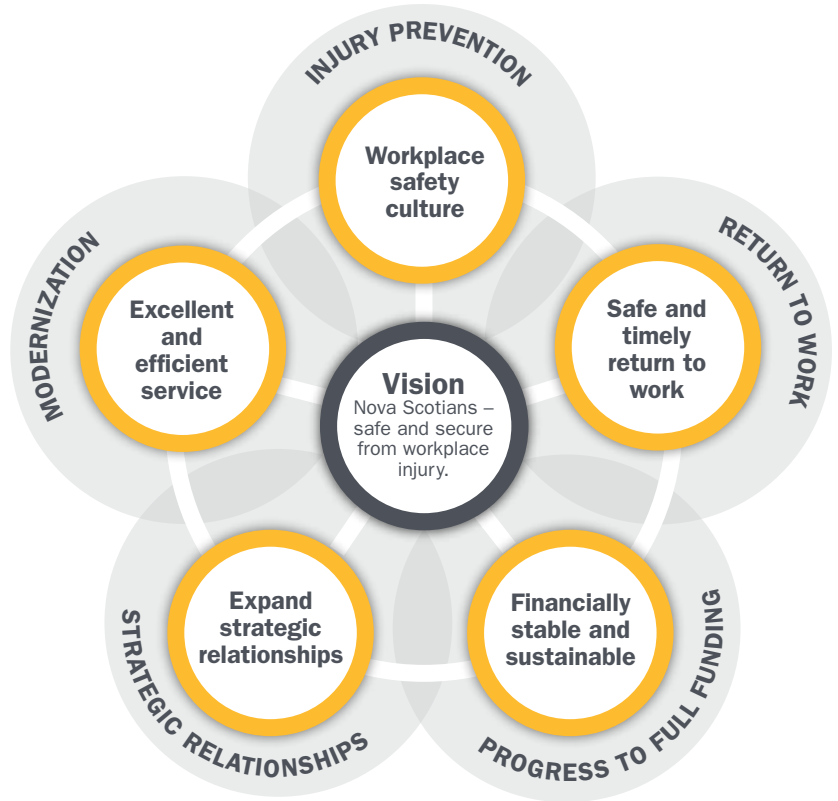 INJURY PREVENTION
Workplace
safety
culture
RETURN TO WORK
Safe and
timely
return to
work
PROGRESS TO FULL FUNDING
Financially
stable and
sustainable
STRATEGIC RELATIONSHIPS
Expand
strategic
relationships
MODERNIZATION
Excellent
and
efficient
service
Vision
Nova Scotians –
safe and secure
from workplace
injury.